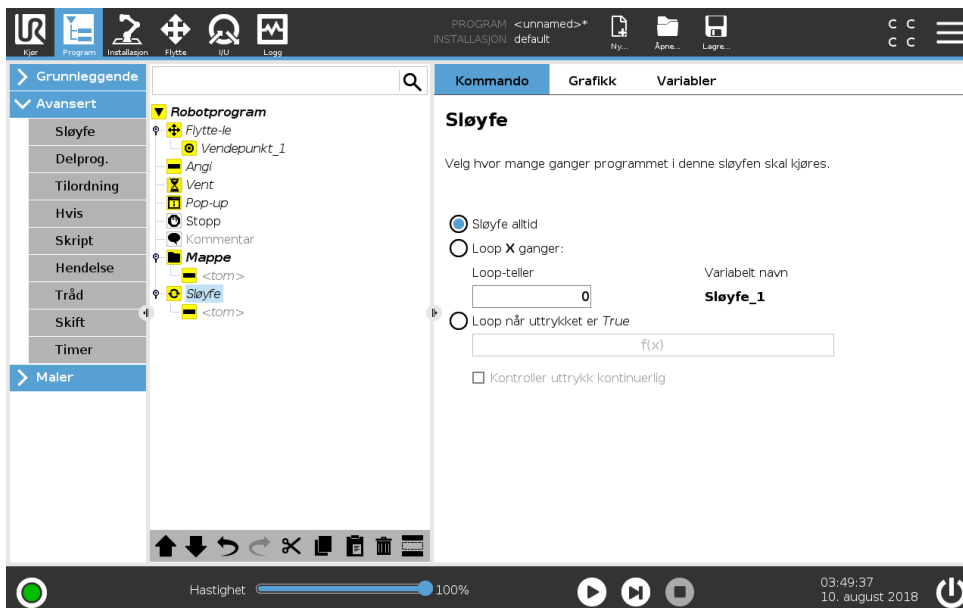 UR
Kjør
Program
Installasjon
Flytte
I/U
Logg
PROGRAM <unnamed>*
INSTALLASJON default
Ny...
Åpne...
Lagre...
C C
C C
Grunnleggende
Avansert
Sløyfe
Delprog.
Tilordning
Hvis
Skript
Hendelse
Tråd
Skift
Timer
Maler
Robotprogram
Flytte-le
Vendepunkt_1
Angi
Vent
Pop-up
Stopp
Kommentar
Mappe
<tom>
Sløyfe
<tom>
Kommando Grafikk Variabler
Sløyfe
Velg hvor mange ganger programmet i denne sløyfen skal kjøres.
Sløyfe alltid
Loop X ganger:
Loop-teller Variabelt navn
0 Sløyfe_1
Loop når uttrykket er True
f(x)
Kontroller uttrykk kontinuerlig
Hastighet 100%
03:49:37
10. august 2018